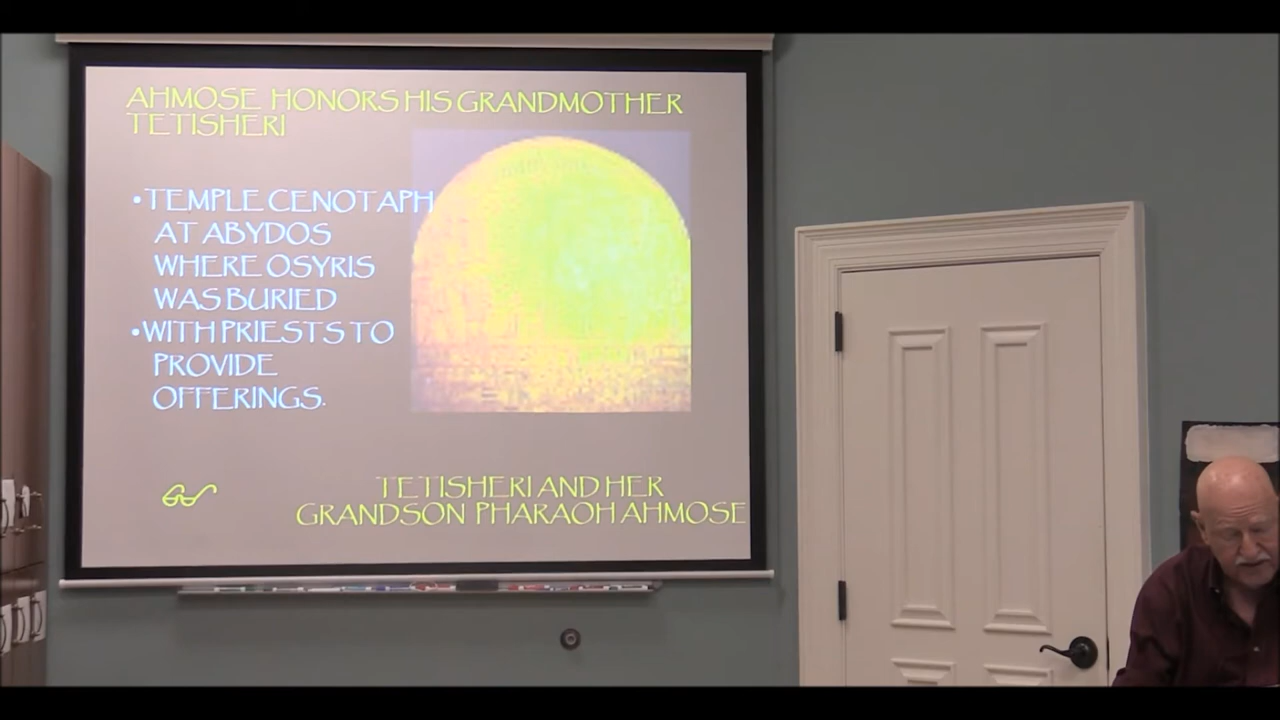 AHMOSE HONORS HIS GRANDMOTHER
TETISHERI
•TEMPLE CENOTAPH
AT ABYDOS
WHERE OSYRIS
WAS BURIED
•WITH PRIESTS TO
PROVIDE
OFFERINGS.
TETISHERI AND HER
GRANDSON PHARAOH AHMOSE